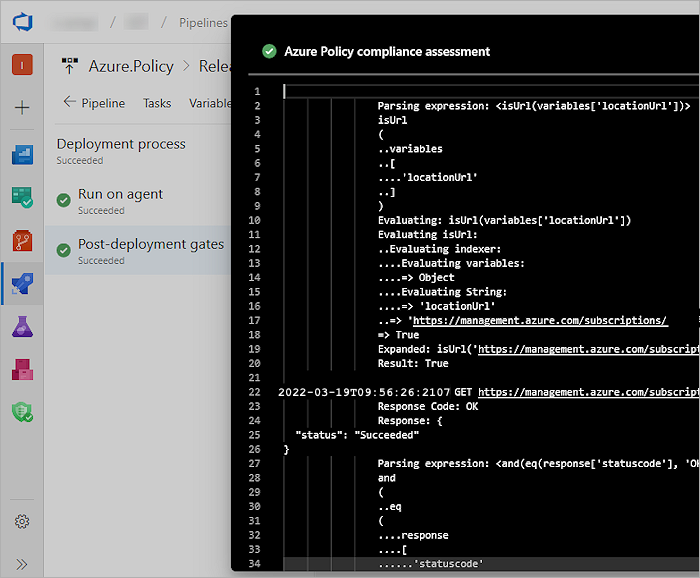 / / Pipelines
I
Azure.Policy > Relea
Pipeline Tasks Variable
Deployment process
Succeeded
Run on agent
Succeeded
Post-deployment gates
Succeeded
Azure Policy compliance assessment
1
2 Parsing expression: <isUrl(variables['locationUrl'])>
3 isUrl
4 (
5 ..variables
6 ..[
7 ....'locationUrl'
8 ..]
9 )
10 Evaluating: isUrl(variables['locationUrl'])
11 Evaluating isUrl:
12 ..Evaluating indexer:
13 ....Evaluating variables:
14 ....=> Object
15 ....Evaluating String:
16 ....=> 'locationUrl'
17 ..=> 'https://management.azure.com/subscriptions/
18 => True
19 Expanded: isUrl('https://management.azure.com/subscript
20 Result: True
21
22 2022-03-19T09:56:26:2107 GET https://management.azure.com/subscript
23 Response Code: OK
24 Response: {
25 "status": "Succeeded"
26 }
27 Parsing expression: <and(eq(response['statuscode'], 'OK
28 and
29 (
30 ..eq
31 (
32 ....response
33 ....[
34 ......'statuscode'